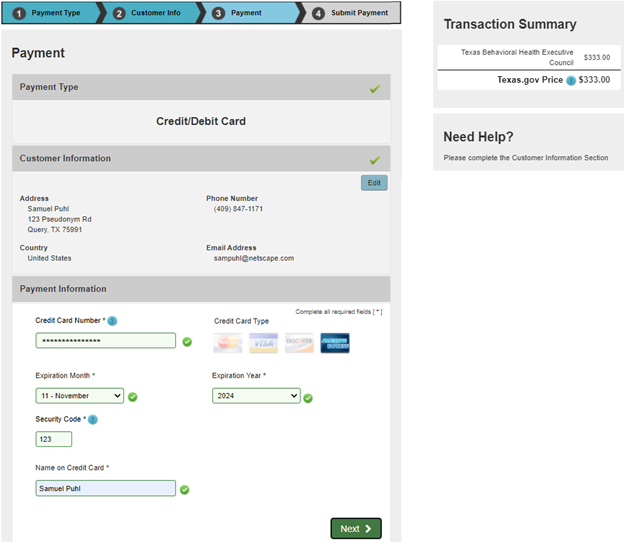 1 Payment Type 2 Customer Info 3 Payment 4 Submit Payment
Payment
Payment Type
Credit/Debit Card
Customer Information
Edit
Address
Samuel Puhl
123 Pseudonym Rd
Query, TX 75991
Phone Number
(409) 847-1171
Country
United States
Email Address
sampuhl@netscape.com
Payment Information
Complete all required fields [ * ]
Credit Card Number * ?
***************
Credit Card Type
VISA DISCOVER AMERICAN EXPRESS
Expiration Month *
11 - November
Expiration Year *
2024
Security Code * ?
123
Name on Credit Card *
Samuel Puhl
Next
Transaction Summary
Texas Behavioral Health Executive
Council $333.00
Texas.gov Price ? $333.00
Need Help?
Please complete the Customer Information Section